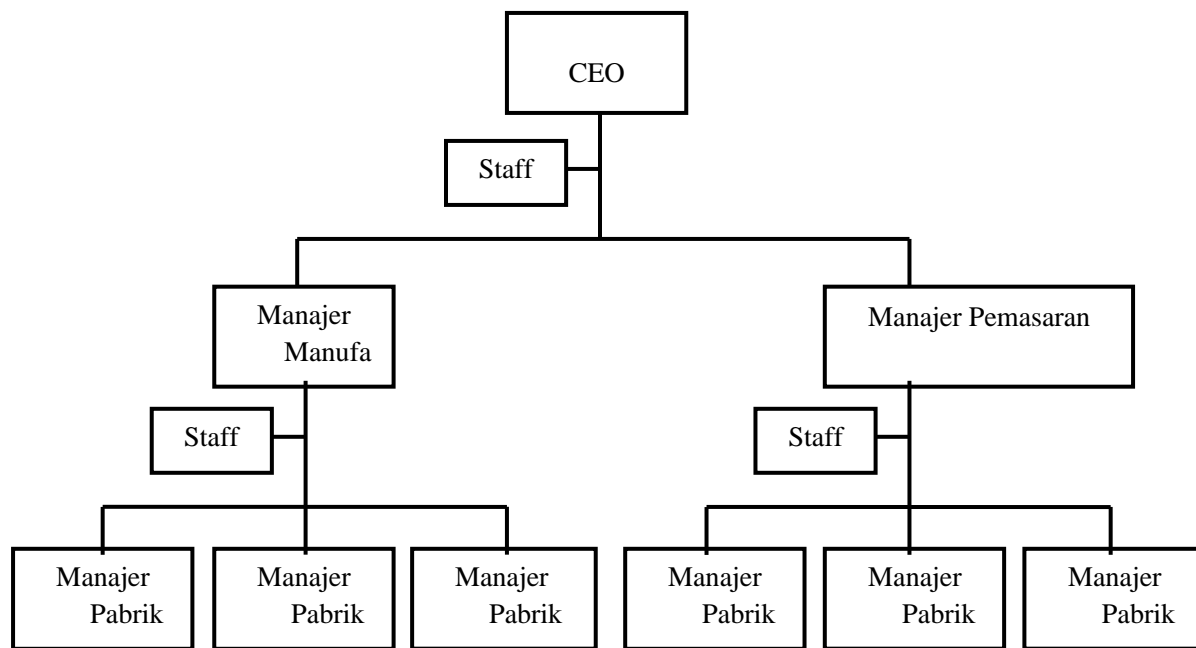 CEO
Staff
Manajer
Manufa
Manajer Pemasaran
Staff
Staff
Manajer
Pabrik
Manajer
Pabrik
Manajer
Pabrik
Manajer
Pabrik
Manajer
Pabrik
Manajer
Pabrik